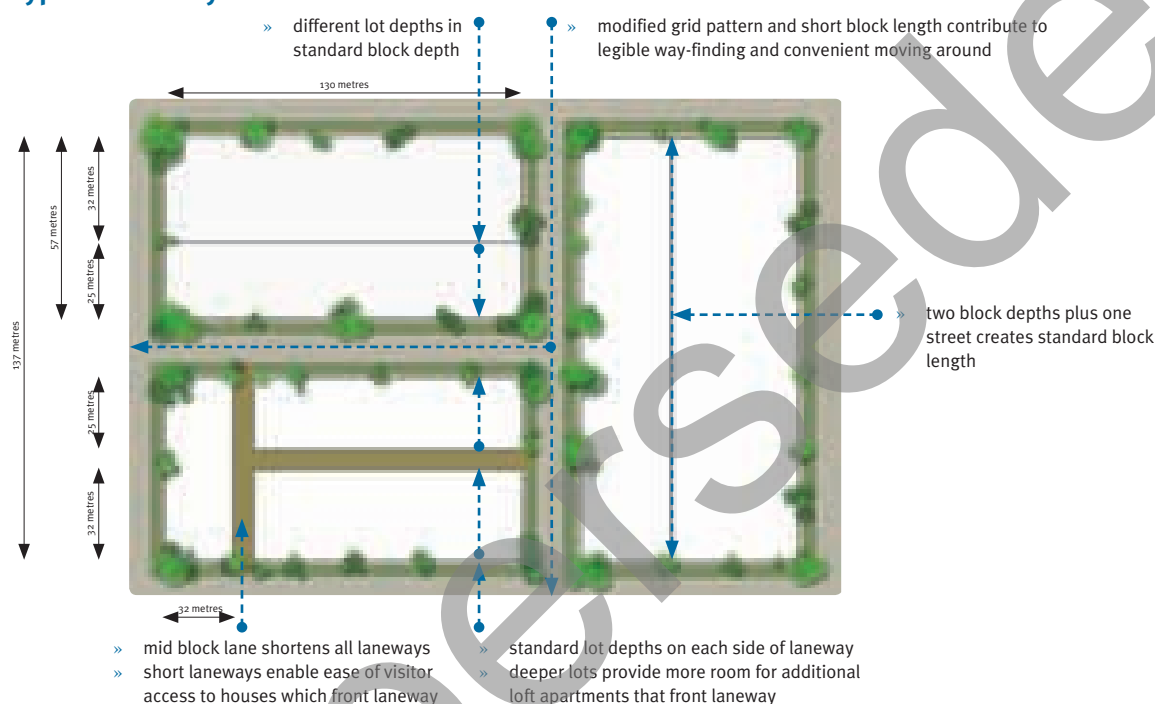 » different lot depths in
standard block depth
» modified grid pattern and short block length contribute to
legible way-finding and convenient moving around
130 metres
137 metres
57 metres
32 metres
25 metres
25 metres
32 metres
» two block depths plus one
street creates standard block
length
32 metres
» mid block lane shortens all laneways
» short laneways enable ease of visitor
access to houses which front laneway
» standard lot depths on each side of laneway
» deeper lots provide more room for additional
loft apartments that front laneway